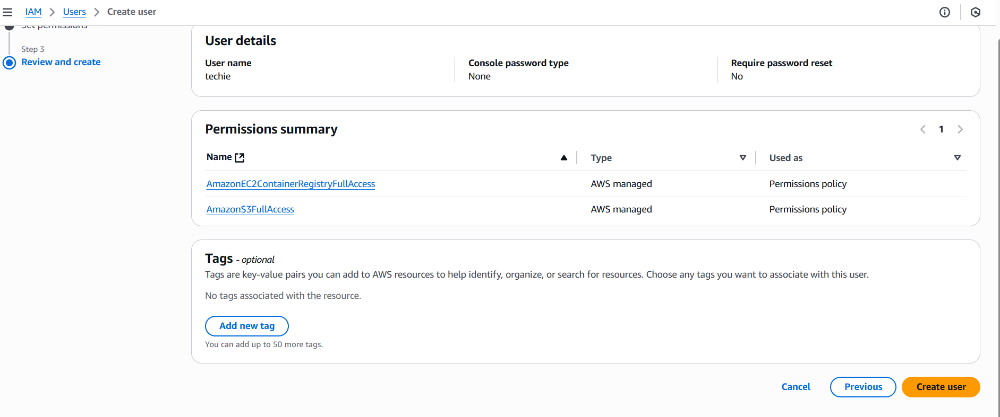 IAM > Users > Create user
Set permissions
Step 3
Review and create
User details
User name
techie
Console password type
None
Require password reset
No
Permissions summary
1
Name Type Used as
AmazonEC2ContainerRegistryFullAccess AWS managed Permissions policy
AmazonS3FullAccess AWS managed Permissions policy
Tags - optional
Tags are key-value pairs you can add to AWS resources to help identify, organize, or search for resources. Choose any tags you want to associate with this user.
No tags associated with the resource.
Add new tag
You can add up to 50 more tags.
Cancel Previous Create user